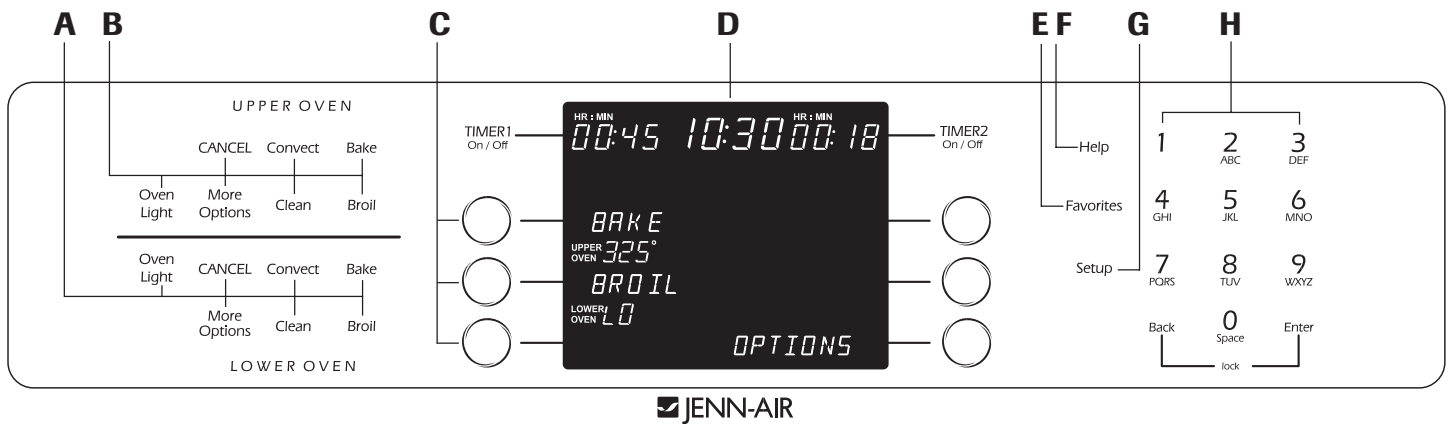 A B C D E F G H
UPPER OVEN
CANCEL Convect Bake
Oven Light More Options Clean Broil
Oven Light CANCEL Convect Bake
More Options Clean Broil
LOWER OVEN
TIMER1
On / Off
HR : MIN HR : MIN
00:45 10:30 00:18
BAKE
UPPER OVEN 325°
BROIL
LOWER OVEN LO
OPTIONS
TIMER2
On / Off
Help
Favorites
Setup
1 2 3
ABC DEF
4 5 6
GHI JKL MNO
7 8 9
PQRS TUV WXYZ
Back 0 Enter
Space
lock
JENN-AIR